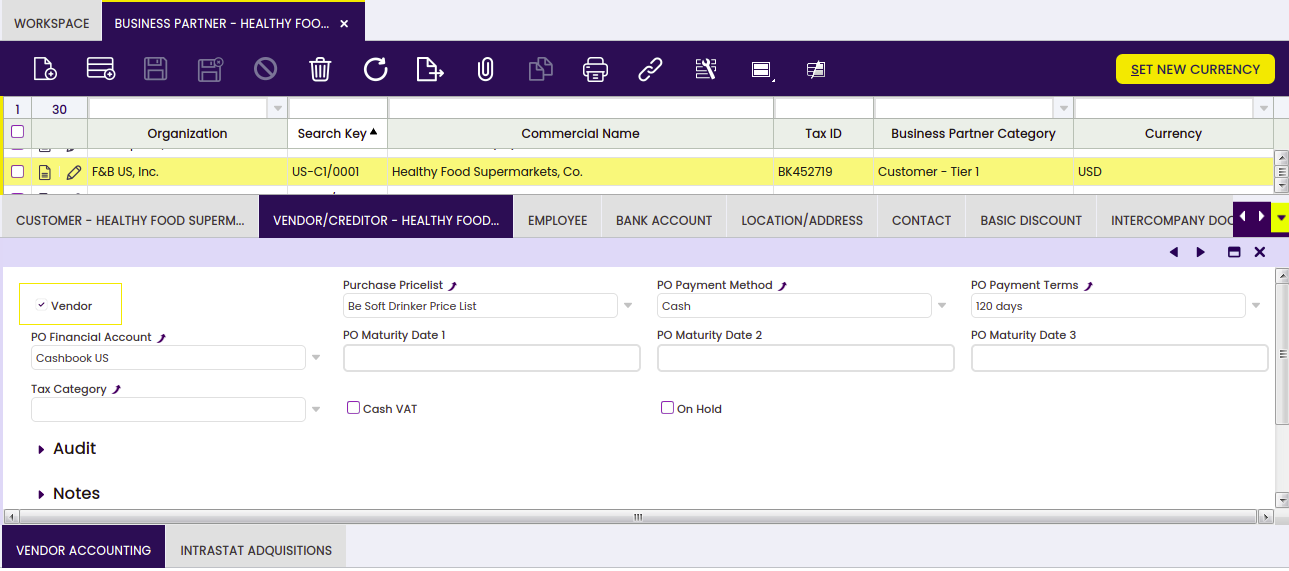 WORKSPACE
BUSINESS PARTNER - HEALTHY FOO...
SET NEW CURRENCY
1 30
Organization Search Key Commercial Name Tax ID Business Partner Category Currency
F&B US, Inc. US-C1/0001 Healthy Food Supermarkets, Co. BK452719 Customer - Tier 1 USD
CUSTOMER - HEALTHY FOOD SUPERM... VENDOR/CREDITOR - HEALTHY FOOD... EMPLOYEE BANK ACCOUNT LOCATION/ADDRESS CONTACT BASIC DISCOUNT INTERCOMPANY DOC
Vendor
Purchase Pricelist
Be Soft Drinker Price List
PO Payment Method
Cash
PO Payment Terms
120 days
PO Financial Account
Cashbook US
PO Maturity Date 1
PO Maturity Date 2
PO Maturity Date 3
Tax Category
Cash VAT
On Hold
Audit
Notes
VENDOR ACCOUNTING INTRASTAT ADQUISITIONS